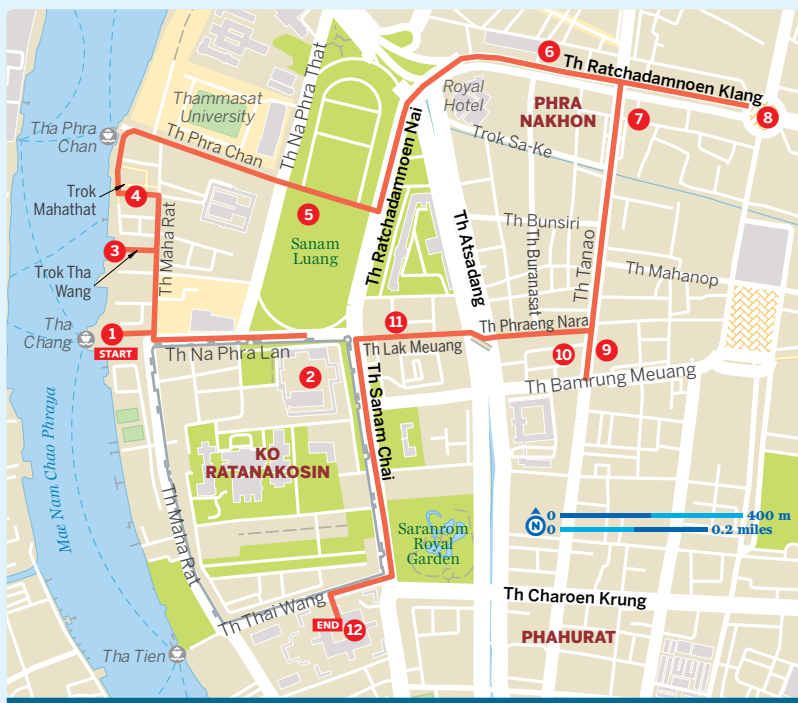 6
Th Ratchadamnoen Klang
Th Na Phra That
Royal
Hotel
PHRA
NAKHON
7
8
Thammasat
University
Tha Phra
Chan
Th Phra Chan
Th Ratchadamnoen Nai
Trok Sa-Ke
Trok
Mahathat
4
5
Sanam
Luang
Th Maha Rat
3
Trok Tha
Wang
Th Atsadang
Th Bunsiri
Th Buranasat
Th Tanao
Th Mahanop
Tha
Chang
1
START
Th Na Phra Lan
11
Th Lak Meuang
Th Phraeng Nara
10
9
Th Bamrung Meuang
2
Th Sanam Chai
KO
RATANAKOSIN
Mae Nam Chao Phraya
Th Maha Rat
Saranrom
Royal
Garden
N
0
400 m
0
0.2 miles
Th Charoen Krung
Th Thai Wang
END
12
PHAHURAT
Tha Tien